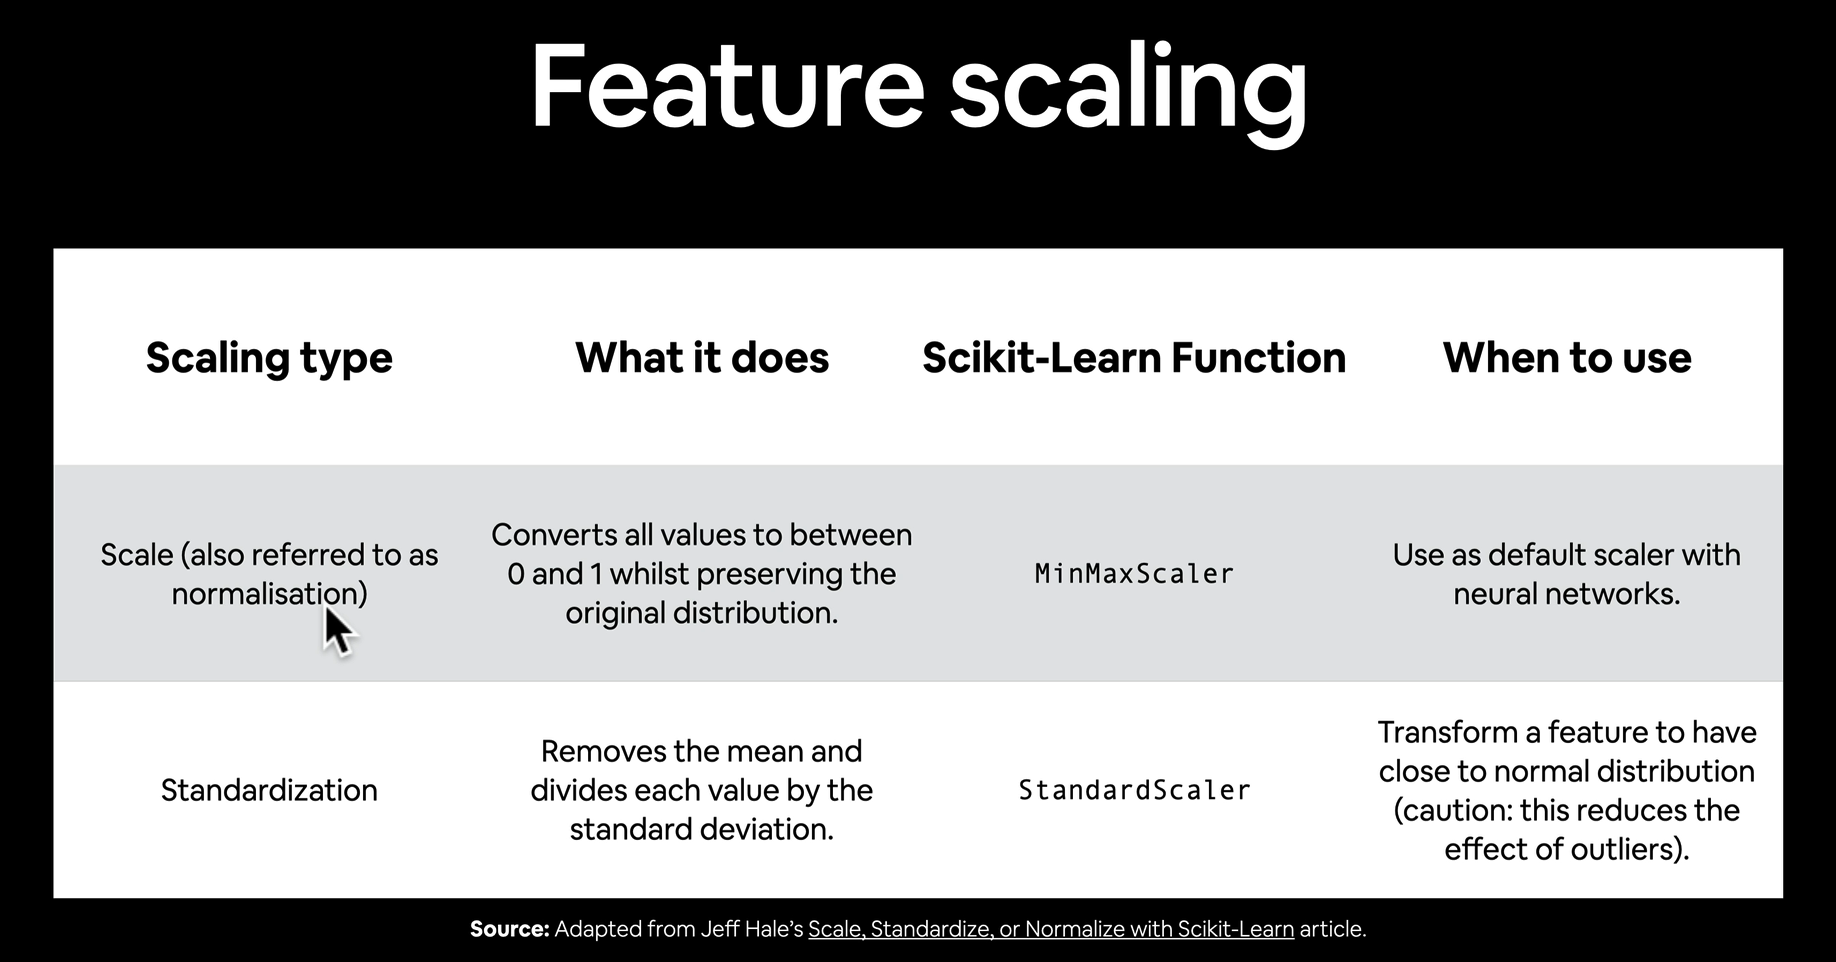 Feature scaling
Scaling type
What it does
Scikit-Learn Function
When to use
Scale (also referred to as
normalisation)
Converts all values to between
0 and 1 whilst preserving the
original distribution.
MinMaxScaler
Use as default scaler with
neural networks.
Standardization
Removes the mean and
divides each value by the
standard deviation.
StandardScaler
Transform a feature to have
close to normal distribution
(caution: this reduces the
effect of outliers).
Source: Adapted from Jeff Hale’s Scale, Standardize, or Normalize with Scikit-Learn article.